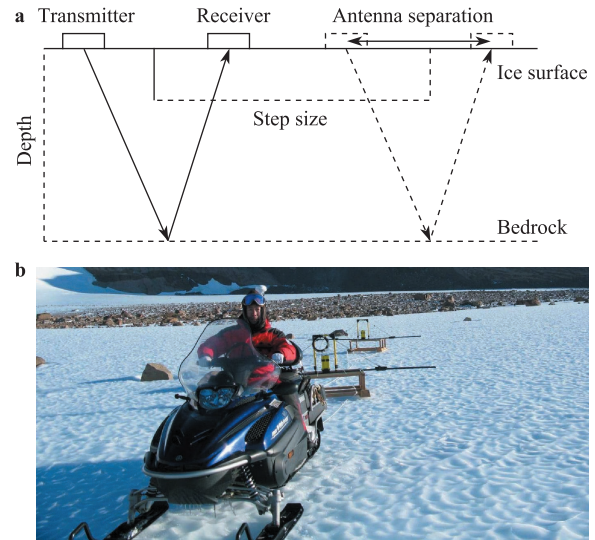 a
Transmitter Receiver Antenna separation
Ice surface
Step size
Depth
Bedrock
b